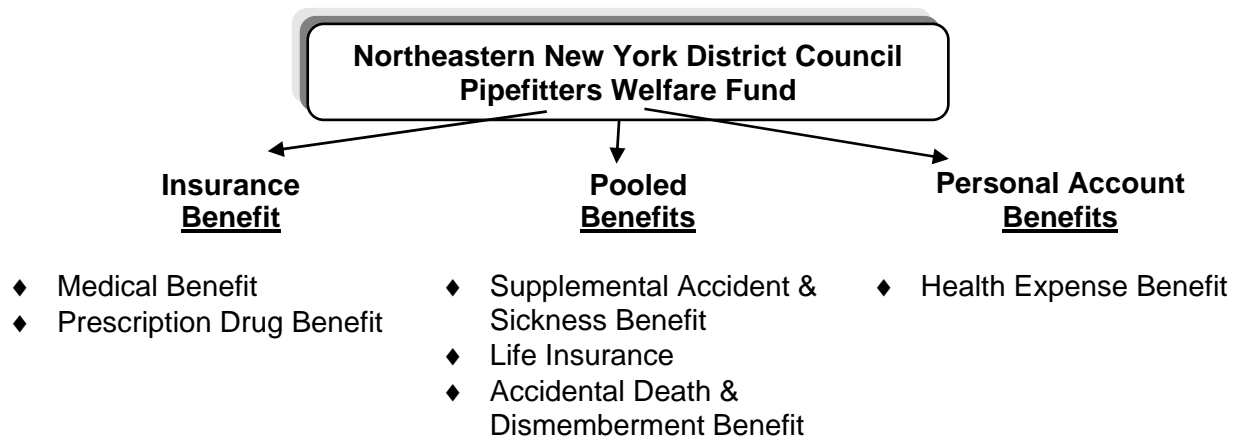 Northeastern New York District Council
Pipefitters Welfare Fund
Insurance
Benefit
♦ Medical Benefit
♦ Prescription Drug Benefit
Pooled
Benefits
♦ Supplemental Accident &
Sickness Benefit
♦ Life Insurance
♦ Accidental Death &
Dismemberment Benefit
Personal Account
Benefits
♦ Health Expense Benefit